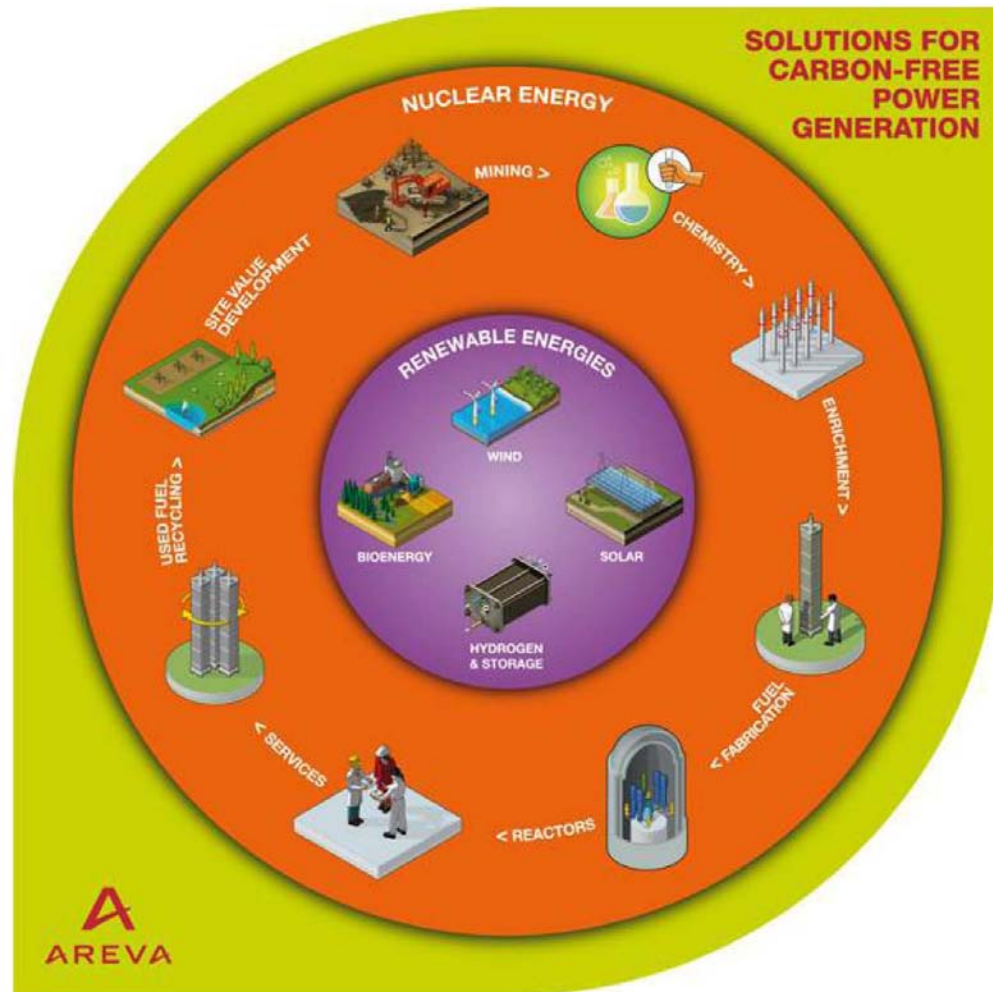 SOLUTIONS FOR
CARBON-FREE
POWER
GENERATION
NUCLEAR ENERGY
MINING >
CHEMISTRY >
ENRICHMENT >
FUEL
< FABRICATION
< REACTORS
< SERVICES
USED FUEL
RECYCLING >
SITE VALUE
DEVELOPMENT
RENEWABLE ENERGIES
WIND
BIOENERGY
SOLAR
HYDROGEN
& STORAGE
A
AREVA